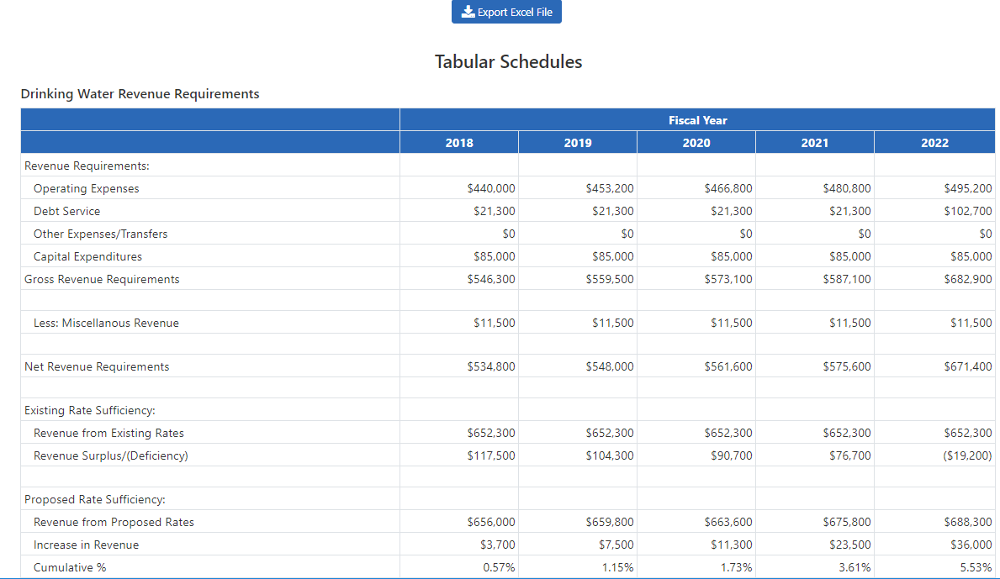 Export Excel File
Tabular Schedules
Drinking Water Revenue Requirements
Fiscal Year
2018 2019 2020 2021 2022
Revenue Requirements:
Operating Expenses $440,000 $453,200 $466,800 $480,800 $495,200
Debt Service $21,300 $21,300 $21,300 $21,300 $102,700
Other Expenses/Transfers $0 $0 $0 $0 $0
Capital Expenditures $85,000 $85,000 $85,000 $85,000 $85,000
Gross Revenue Requirements $546,300 $559,500 $573,100 $587,100 $682,900
Less: Miscellanous Revenue $11,500 $11,500 $11,500 $11,500 $11,500
Net Revenue Requirements $534,800 $548,000 $561,600 $575,600 $671,400
Existing Rate Sufficiency:
Revenue from Existing Rates $652,300 $652,300 $652,300 $652,300 $652,300
Revenue Surplus/(Deficiency) $117,500 $104,300 $90,700 $76,700 ($19,200)
Proposed Rate Sufficiency:
Revenue from Proposed Rates $656,000 $659,800 $663,600 $675,800 $688,300
Increase in Revenue $3,700 $7,500 $11,300 $23,500 $36,000
Cumulative % 0.57% 1.15% 1.73% 3.61% 5.53%